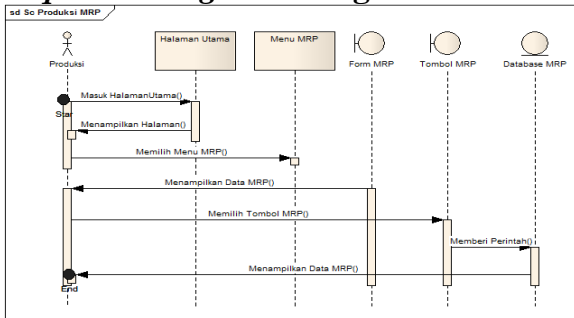 sd Sc Produksi MRP
Halaman Utama
Menu MRP
Produksi
Form MRP
Tombol MRP
Database MRP
Masuk HalamanUtama()
Star
Menampilkan Halaman()
Memilih Menu MRP()
Menampilkan Data MRP()
Memilih Tombol MRP()
Memberi Perintah()
Menampilkan Data MRP()
End